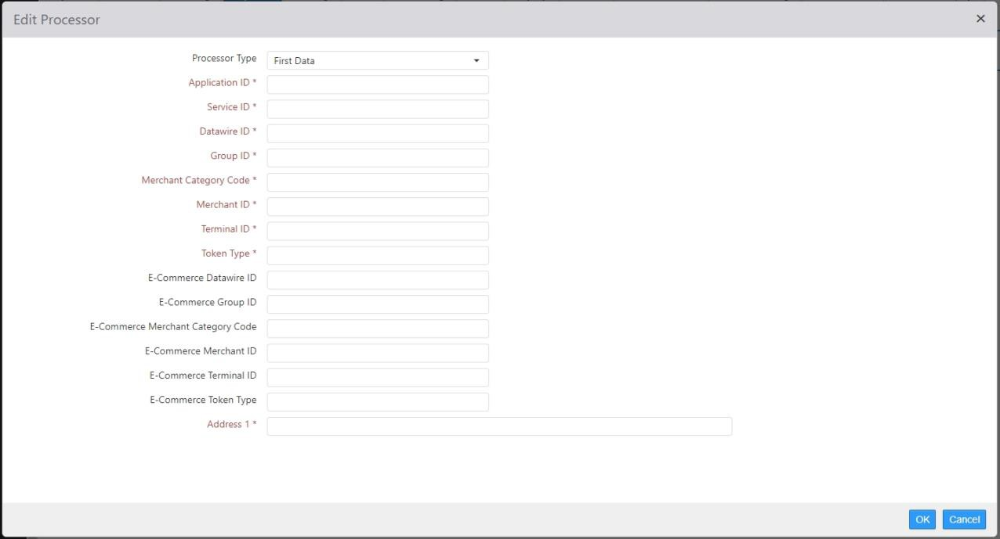 Edit Processor
Processor Type First Data
Application ID *
Service ID *
Datawire ID *
Group ID *
Merchant Category Code *
Merchant ID *
Terminal ID *
Token Type *
E-Commerce Datawire ID
E-Commerce Group ID
E-Commerce Merchant Category Code
E-Commerce Merchant ID
E-Commerce Terminal ID
E-Commerce Token Type
Address 1 *
OK Cancel